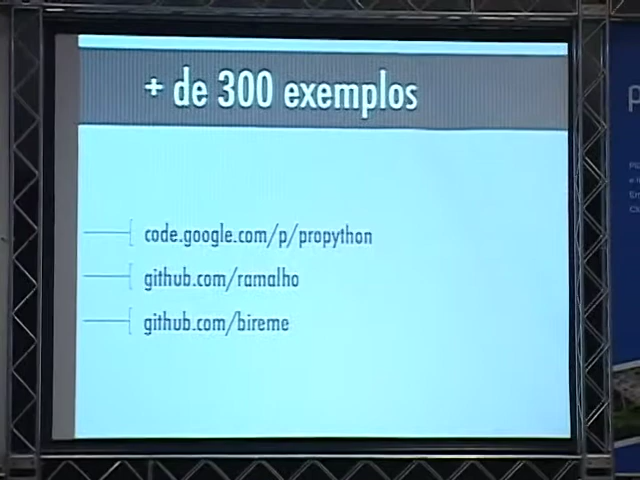 + de 300 exemplos
code.google.com/p/propython
github.com/ramalho
github.com/bireme